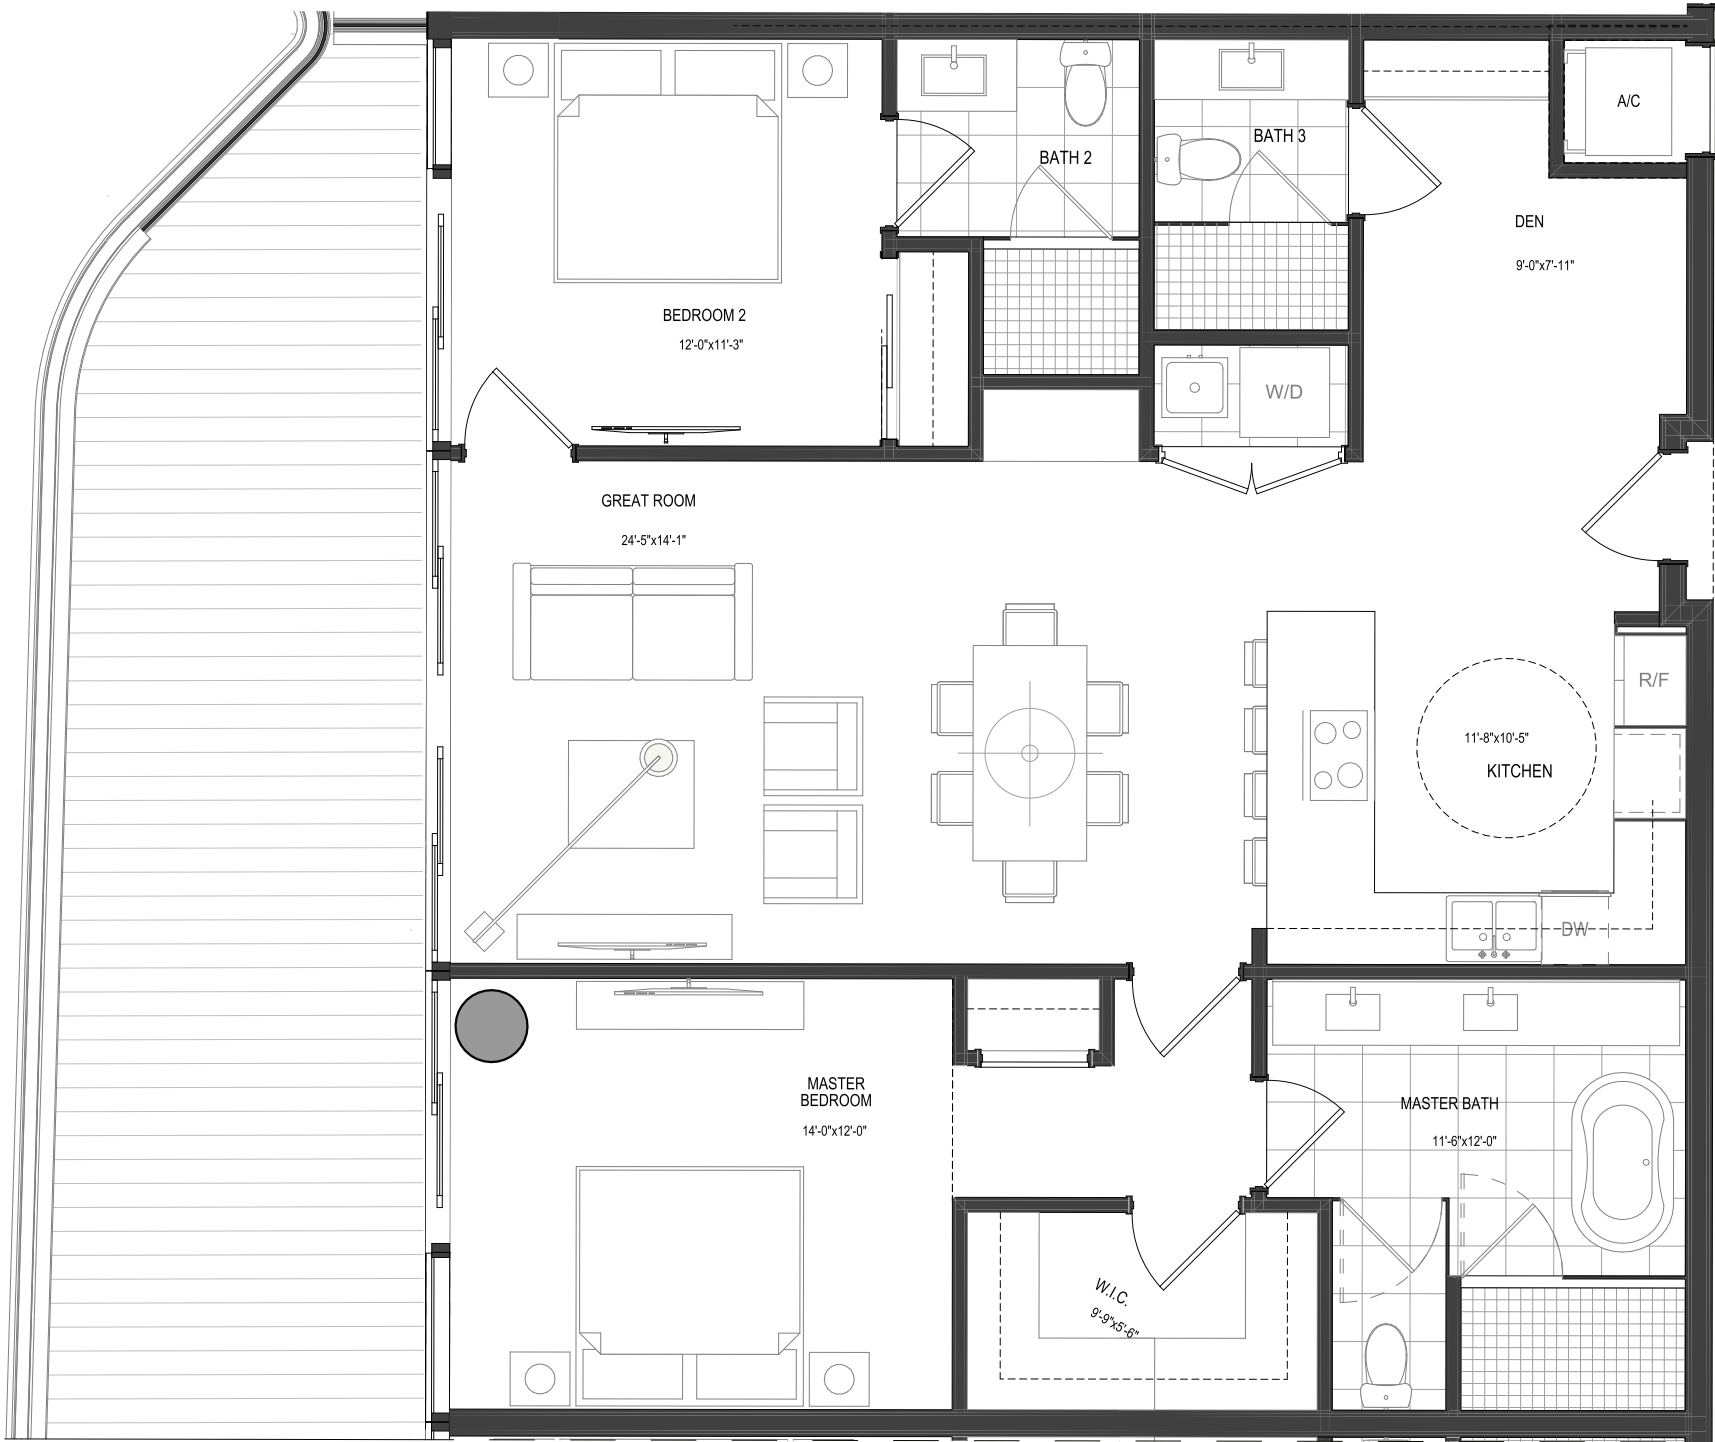 A/C
BATH 3
BATH 2
DEN
9'-0"x7'-11"
BEDROOM 2
12'-0"x11'-3"
W/D
GREAT ROOM
24'-5"x14'-1"
R/F
11'-8"x10'-5"
KITCHEN
DW
MASTER
BEDROOM
14'-0"x12'-0"
MASTER BATH
11'-6"x12'-0"
W.I.C.
9'-9"x5'-6"